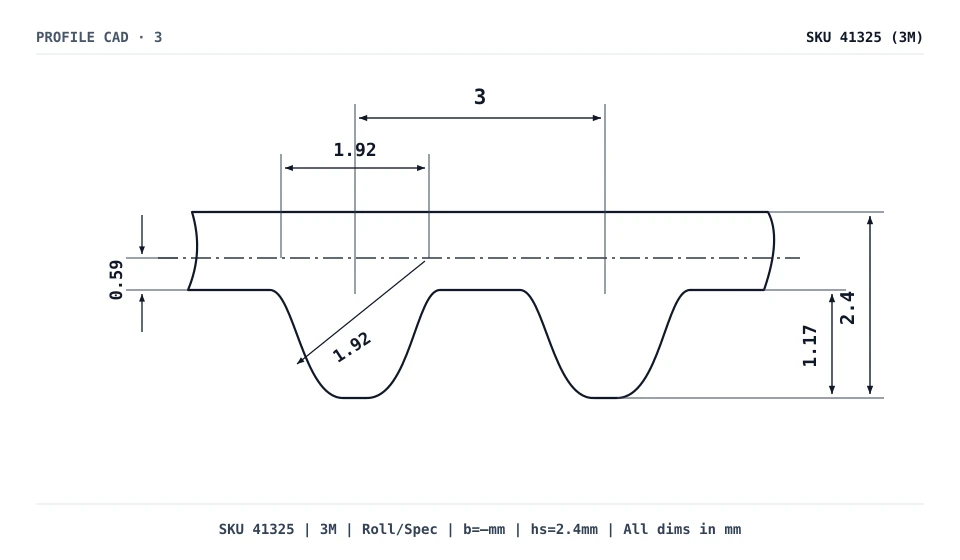 PROFILE CAD · 3
SKU 41325 (3M)
3
1.92
0.59
1.92
1.17
2.4
SKU 41325 | 3M | Roll/Spec | b=—mm | hs=2.4mm | All dims in mm